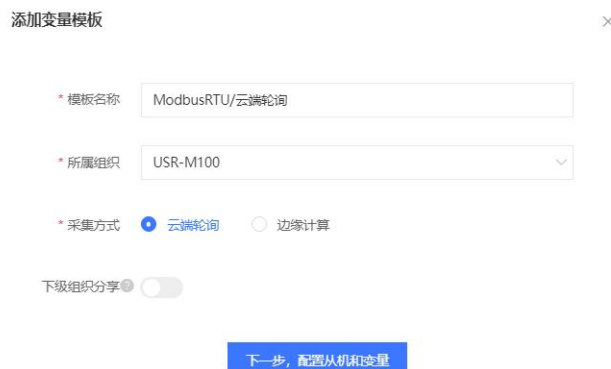 添加变量模板
* 模板名称 ModbusRTU/云端轮询
* 所属组织 USR-M100
* 采集方式 云端轮询 边缘计算
下级组织分享?
下一步，配置从机和变量